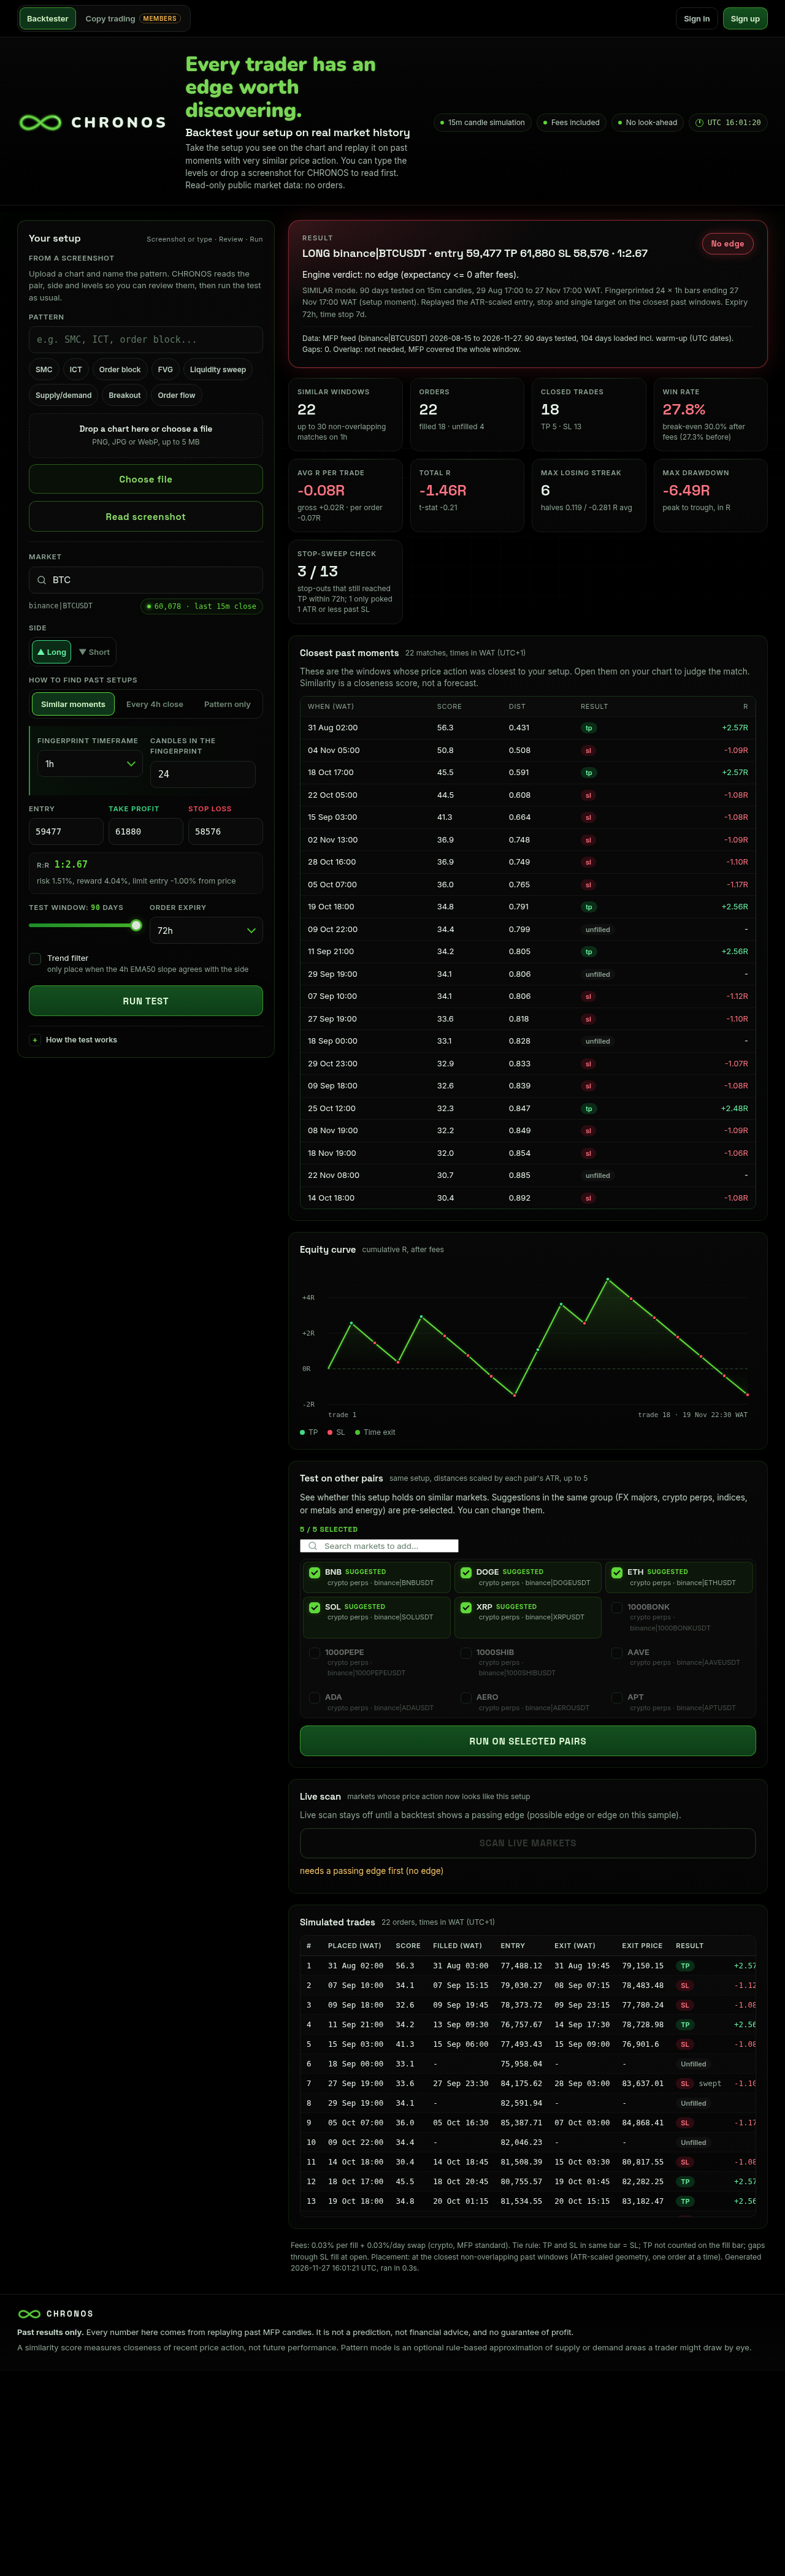 Backtester
Copy trading MEMBERS
Sign in
Sign up
CHRONOS
Every trader has an
edge worth
discovering.
Backtest your setup on real market history
Take the setup you see on the chart and replay it on past
moments with very similar price action. You can type the
levels or drop a screenshot for CHRONOS to read first.
Read-only public market data: no orders.
15m candle simulation
Fees included
No look-ahead
UTC 16:01:20
Your setup
Screenshot or type · Review · Run
FROM A SCREENSHOT
Upload a chart and name the pattern. CHRONOS reads the
pair, side and levels so you can review them, then run the test
as usual.
PATTERN
e.g. SMC, ICT, order block...
SMC
ICT
Order block
FVG
Liquidity sweep
Supply/demand
Breakout
Order flow
Drop a chart here or choose a file
PNG, JPG or WebP, up to 5 MB
Choose file
Read screenshot
MARKET
BTC
binance|BTCUSDT
60,078 · last 15m close
SIDE
▲ Long
▼ Short
HOW TO FIND PAST SETUPS
Similar moments
Every 4h close
Pattern only
FINGERPRINT TIMEFRAME
1h
CANDLES IN THE
FINGERPRINT
24
ENTRY
TAKE PROFIT
STOP LOSS
59477
61880
58576
R:R 1:2.67
risk 1.51%, reward 4.04%, limit entry -1.00% from price
TEST WINDOW: 90 DAYS
ORDER EXPIRY
72h
Trend filter
only place when the 4h EMA50 slope agrees with the side
RUN TEST
+ How the test works
RESULT
LONG binance|BTCUSDT · entry 59,477 TP 61,880 SL 58,576 · 1:2.67
No edge
Engine verdict: no edge (expectancy <= 0 after fees).
SIMILAR mode. 90 days tested on 15m candles, 29 Aug 17:00 to 27 Nov 17:00 WAT. Fingerprinted 24 × 1h bars ending 27
Nov 17:00 WAT (setup moment). Replayed the ATR-scaled entry, stop and single target on the closest past windows. Expiry
72h, time stop 7d.
Data: MFP feed (binance|BTCUSDT) 2026-08-15 to 2026-11-27. 90 days tested, 104 days loaded incl. warm-up (UTC dates).
Gaps: 0. Overlap: not needed, MFP covered the whole window.
SIMILAR WINDOWS
22
up to 30 non-overlapping
matches on 1h
ORDERS
22
filled 18 · unfilled 4
CLOSED TRADES
18
TP 5 · SL 13
WIN RATE
27.8%
break-even 30.0% after
fees (27.3% before)
AVG R PER TRADE
-0.08R
gross +0.02R · per order
-0.07R
TOTAL R
-1.46R
t-stat -0.21
MAX LOSING STREAK
6
halves 0.119 / -0.281 R avg
MAX DRAWDOWN
-6.49R
peak to trough, in R
STOP-SWEEP CHECK
3 / 13
stop-outs that still reached
TP within 72h; 1 only poked
1 ATR or less past SL
Closest past moments 22 matches, times in WAT (UTC+1)
These are the windows whose price action was closest to your setup. Open them on your chart to judge the match.
Similarity is a closeness score, not a forecast.
WHEN (WAT) SCORE DIST RESULT R
31 Aug 02:00 56.3 0.431 tp +2.57R
04 Nov 05:00 50.8 0.508 sl -1.09R
18 Oct 17:00 45.5 0.591 tp +2.57R
22 Oct 05:00 44.5 0.608 sl -1.08R
15 Sep 03:00 41.3 0.664 sl -1.08R
02 Nov 13:00 36.9 0.748 sl -1.09R
28 Oct 16:00 36.9 0.749 sl -1.10R
05 Oct 07:00 36.0 0.765 sl -1.17R
19 Oct 18:00 34.8 0.791 tp +2.56R
09 Oct 22:00 34.4 0.799 unfilled -
11 Sep 21:00 34.2 0.805 tp +2.56R
29 Sep 19:00 34.1 0.806 unfilled -
07 Sep 10:00 34.1 0.806 sl -1.12R
27 Sep 19:00 33.6 0.818 sl -1.10R
18 Sep 00:00 33.1 0.828 unfilled -
29 Oct 23:00 32.9 0.833 sl -1.07R
09 Sep 18:00 32.6 0.839 sl -1.08R
25 Oct 12:00 32.3 0.847 tp +2.48R
08 Nov 19:00 32.2 0.849 sl -1.09R
18 Nov 19:00 32.0 0.854 sl -1.06R
22 Nov 08:00 30.7 0.885 unfilled -
14 Oct 18:00 30.4 0.892 sl -1.08R
Equity curve cumulative R, after fees
+4R
+2R
0R
-2R
trade 1
trade 18 · 19 Nov 22:30 WAT
TP SL Time exit
Test on other pairs same setup, distances scaled by each pair's ATR, up to 5
See whether this setup holds on similar markets. Suggestions in the same group (FX majors, crypto perps, indices,
or metals and energy) are pre-selected. You can change them.
5 / 5 SELECTED
Search markets to add...
BNB SUGGESTED
crypto perps · binance|BNBUSDT
DOGE SUGGESTED
crypto perps · binance|DOGEUSDT
ETH SUGGESTED
crypto perps · binance|ETHUSDT
SOL SUGGESTED
crypto perps · binance|SOLUSDT
XRP SUGGESTED
crypto perps · binance|XRPUSDT
1000BONK
crypto perps ·
binance|1000BONKUSDT
1000PEPE
crypto perps ·
binance|1000PEPEUSDT
1000SHIB
crypto perps ·
binance|1000SHIBUSDT
AAVE
crypto perps · binance|AAVEUSDT
ADA
crypto perps · binance|ADAUSDT
AERO
crypto perps · binance|AEROUSDT
APT
crypto perps · binance|APTUSDT
RUN ON SELECTED PAIRS
Live scan markets whose price action now looks like this setup
Live scan stays off until a backtest shows a passing edge (possible edge or edge on this sample).
SCAN LIVE MARKETS
needs a passing edge first (no edge)
Simulated trades 22 orders, times in WAT (UTC+1)
# PLACED (WAT) SCORE FILLED (WAT) ENTRY EXIT (WAT) EXIT PRICE RESULT
1 31 Aug 02:00 56.3 31 Aug 03:00 77,488.12 31 Aug 19:45 79,150.15 TP +2.57
2 07 Sep 10:00 34.1 07 Sep 15:15 79,030.27 08 Sep 07:15 78,483.48 SL -1.12
3 09 Sep 18:00 32.6 09 Sep 19:45 78,373.72 09 Sep 23:15 77,780.24 SL -1.08
4 11 Sep 21:00 34.2 13 Sep 09:30 76,757.67 14 Sep 17:30 78,728.98 TP +2.56
5 15 Sep 03:00 41.3 15 Sep 06:00 77,493.43 15 Sep 09:00 76,901.6 SL -1.08
6 18 Sep 00:00 33.1 - 75,958.04 - - Unfilled
7 27 Sep 19:00 33.6 27 Sep 23:30 84,175.62 28 Sep 03:00 83,637.01 SL swept -1.10
8 29 Sep 19:00 34.1 - 82,591.94 - - Unfilled
9 05 Oct 07:00 36.0 05 Oct 16:30 85,387.71 07 Oct 03:00 84,868.41 SL -1.17
10 09 Oct 22:00 34.4 - 82,046.23 - - Unfilled
11 14 Oct 18:00 30.4 14 Oct 18:45 81,508.39 15 Oct 03:30 80,817.55 SL -1.08
12 18 Oct 17:00 45.5 18 Oct 20:45 80,755.57 19 Oct 01:45 82,282.25 TP +2.57
13 19 Oct 18:00 34.8 20 Oct 01:15 81,534.55 20 Oct 15:15 83,182.47 TP +2.56
Fees: 0.03% per fill + 0.03%/day swap (crypto, MFP standard). Tie rule: TP and SL in same bar = SL; TP not counted on the fill bar; gaps
through SL fill at open. Placement: at the closest non-overlapping past windows (ATR-scaled geometry, one order at a time). Generated
2026-11-27 16:01:21 UTC, ran in 0.3s.
CHRONOS
Past results only. Every number here comes from replaying past MFP candles. It is not a prediction, not financial advice, and no guarantee of profit.
A similarity score measures closeness of recent price action, not future performance. Pattern mode is an optional rule-based approximation of supply or demand areas a trader might draw by eye.